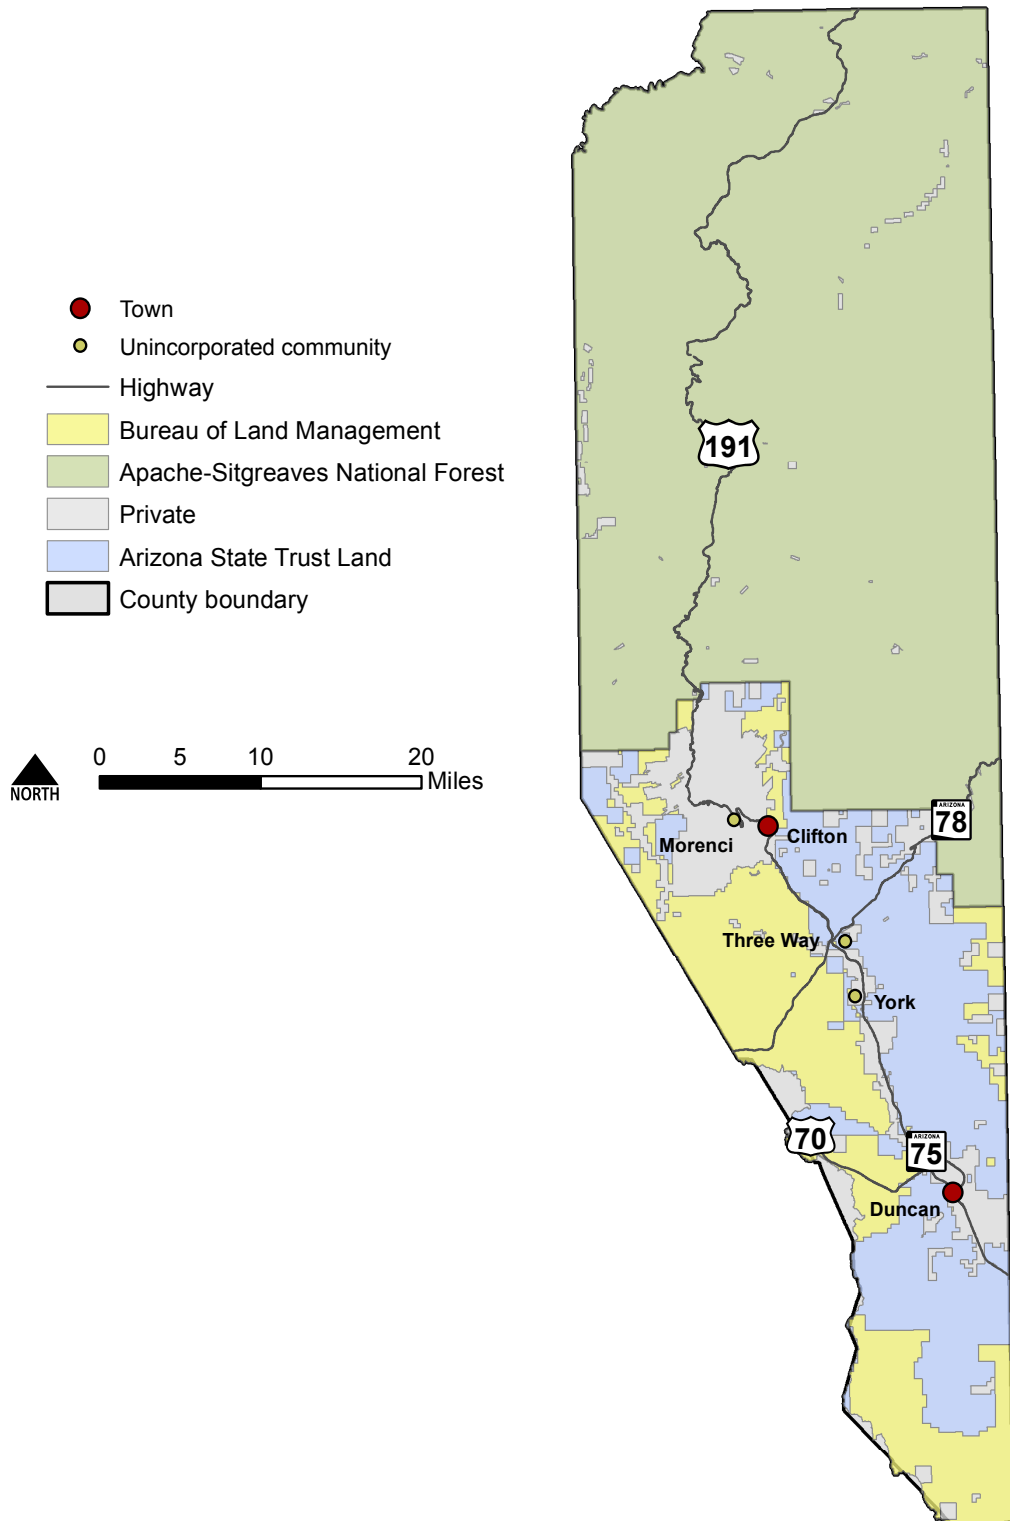 Town
Unincorporated community
Highway
Bureau of Land Management
Apache-Sitgreaves National Forest
Private
Arizona State Trust Land
County boundary
NORTH
0 5 10 20
Miles
191
ARIZONA
78
Morenci
Clifton
Three Way
York
70
ARIZONA
75
Duncan